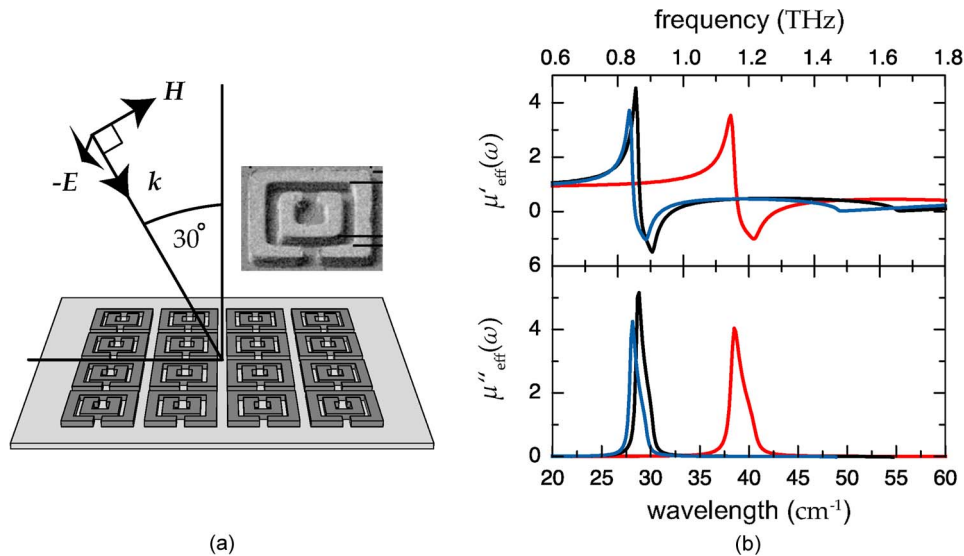 H
-E
k
30°
(a)
frequency (THz)
0.6 0.8 1.0 1.2 1.4 1.6 1.8
4
2
0
μ′eff(ω)
6
4
2
0
μ″eff(ω)
20 25 30 35 40 45 50 55 60
wavelength (cm-1)
(b)